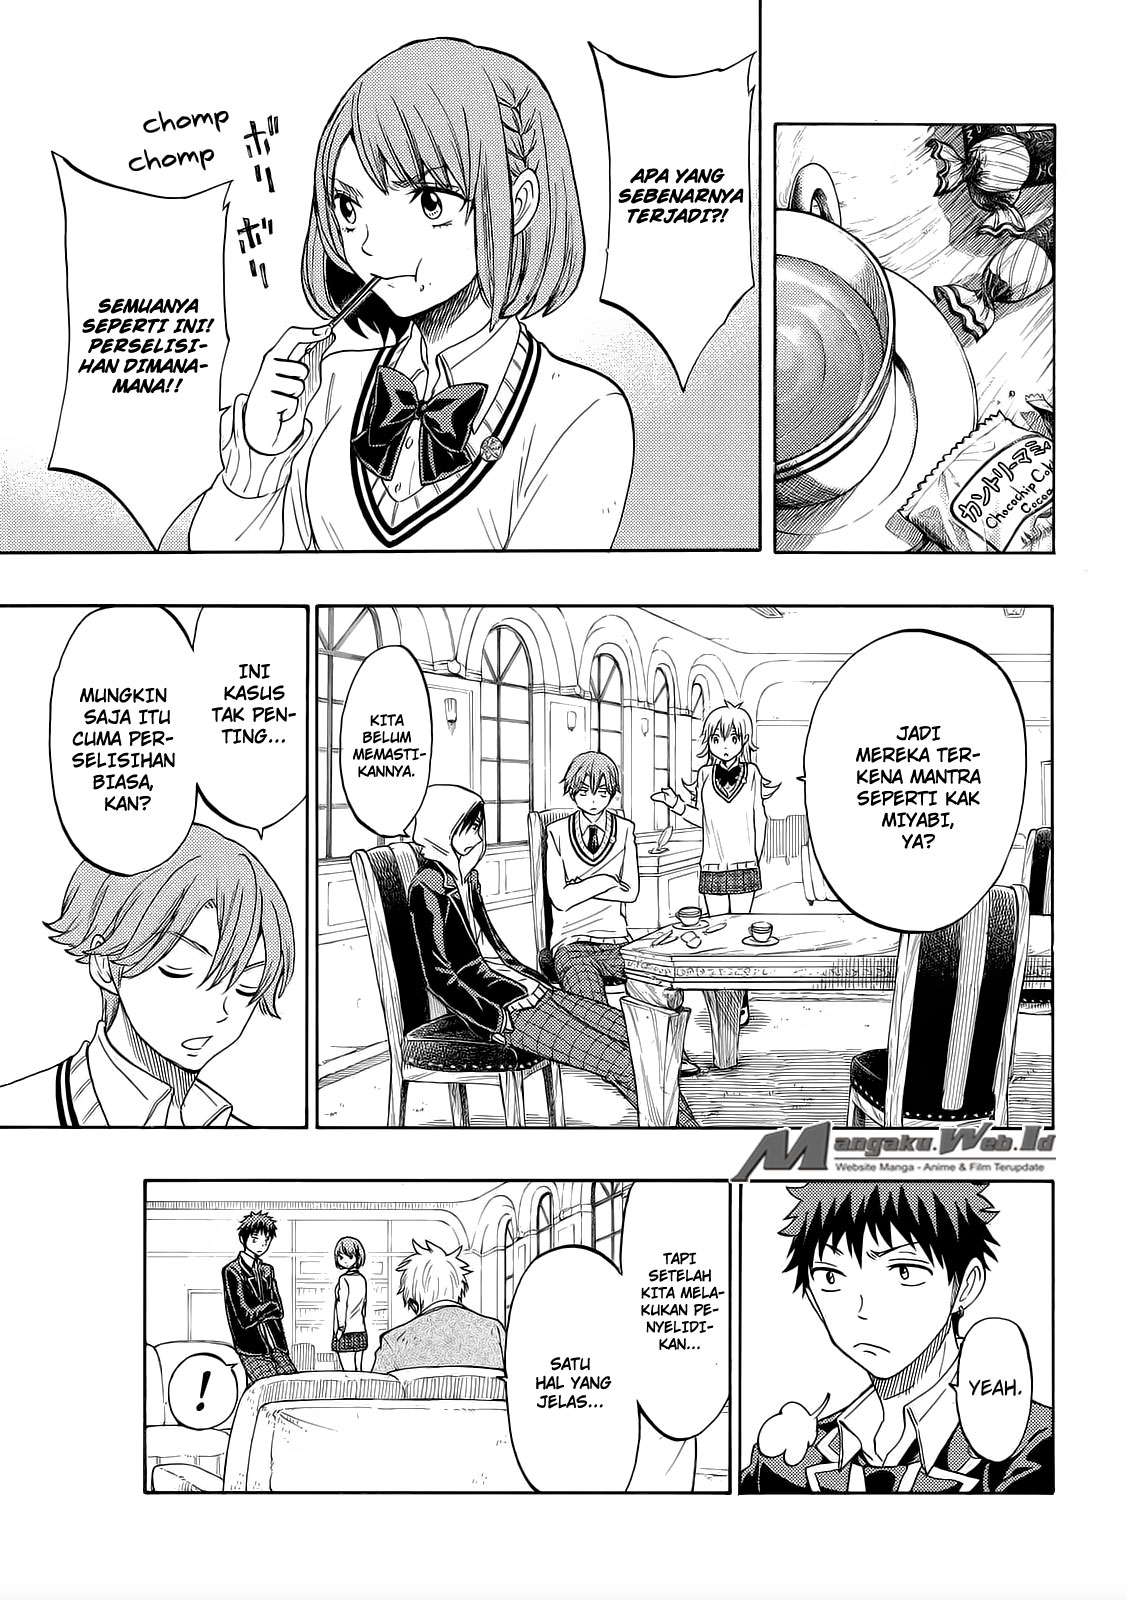 APA YANG
SEBENARNYA
TERJADI?!
カントリーマミィ
Chocochip Cok
Cocoa
chomp
chomp
ボリ
ボリ
SEMUANYA
SEPERTI INI!
PERSELISI-
HAN DIMANA-
MANA!!
JADI
MEREKA TER-
KENA MANTRA
SEPERTI KAK
MIYABI,
YA?
KITA
BELUM
MEMASTI-
KANNYA.
INI
KASUS
TAK PEN-
TING...
MUNGKIN
SAJA ITU
CUMA PER-
SELISIHAN
BIASA,
KAN?
Mangaku.Web.Id
Website Manga - Anime & Film Terupdate
YEAH.
TAPI
SETELAH
KITA MELA-
KUKAN PE-
NYELIDI-
KAN...
SATU
HAL YANG
JELAS...
!